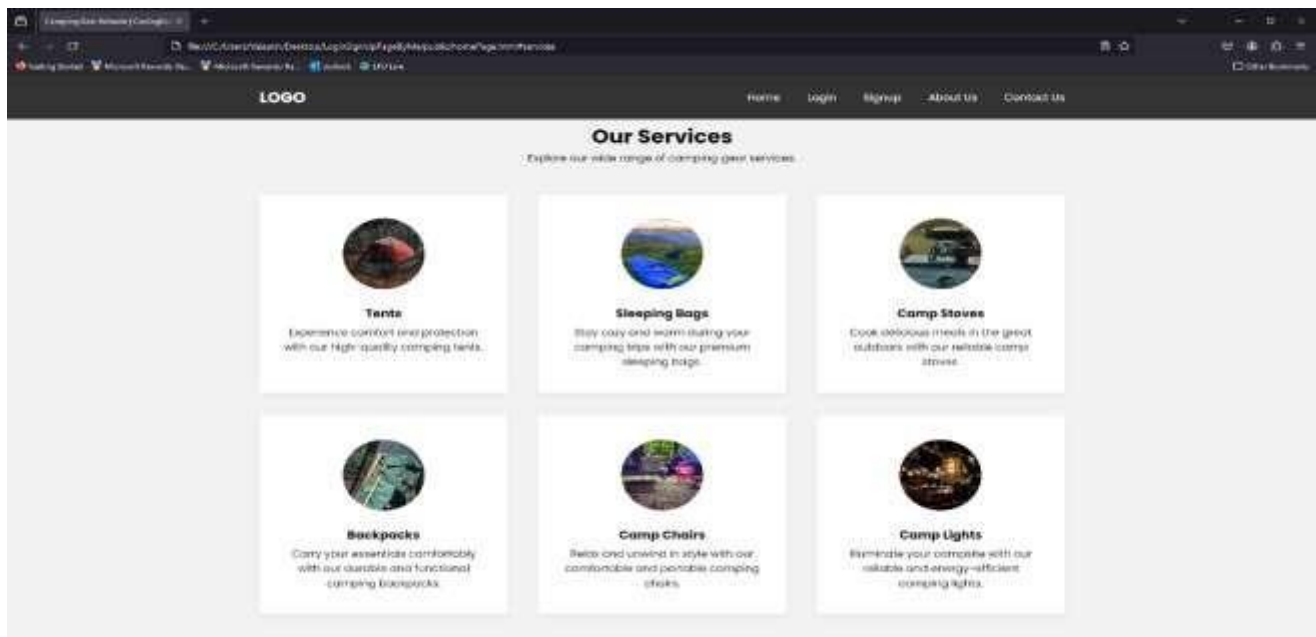 LOGO
Home Login Signup About Us Contact Us
Our Services
Explore our wide range of camping gear services.
Tents
Experience comfort and protection
with our high-quality camping tents.
Sleeping Bags
Stay cozy and warm during your
camping trips with our premium
sleeping bags.
Camp Stoves
Cook delicious meals in the great
outdoors with our reliable camp
stoves.
Backpacks
Carry your essentials comfortably
with our durable and functional
camping backpacks.
Camp Chairs
Relax and unwind in style with our
comfortable and portable camping
chairs.
Camp Lights
Illuminate your campsite with our
reliable and energy-efficient
camping lights.